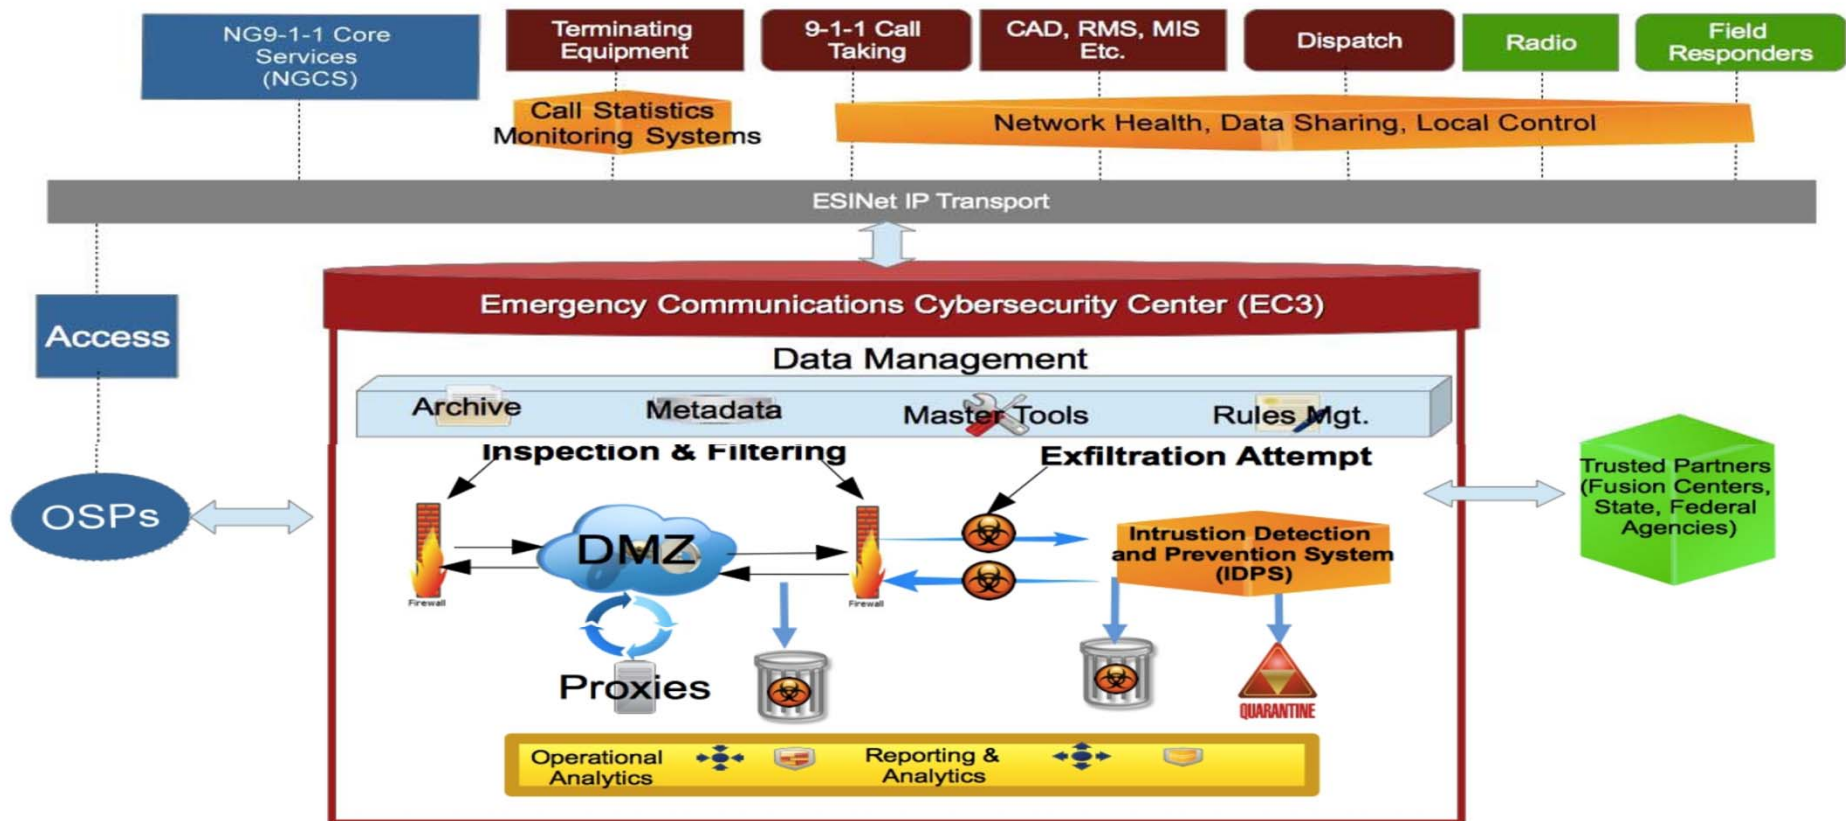 NG9-1-1 Core
Services
(NGCS)
Terminating
Equipment
9-1-1 Call
Taking
CAD, RMS, MIS
Etc.
Dispatch
Radio
Field
Responders
Call Statistics
Monitoring Systems
Network Health, Data Sharing, Local Control
ESINet IP Transport
Access
OSPs
Emergency Communications Cybersecurity Center (EC3)
Data Management
Archive
Metadata
Master Tools
Rules Mgt.
Inspection & Filtering
Exfiltration Attempt
Firewall
DMZ
Firewall
Intrustion Detection
and Prevention System
(IDPS)
Proxies
QUARANTINE
Trusted Partners
(Fusion Centers,
State, Federal
Agencies)
Operational
Analytics
Reporting &
Analytics